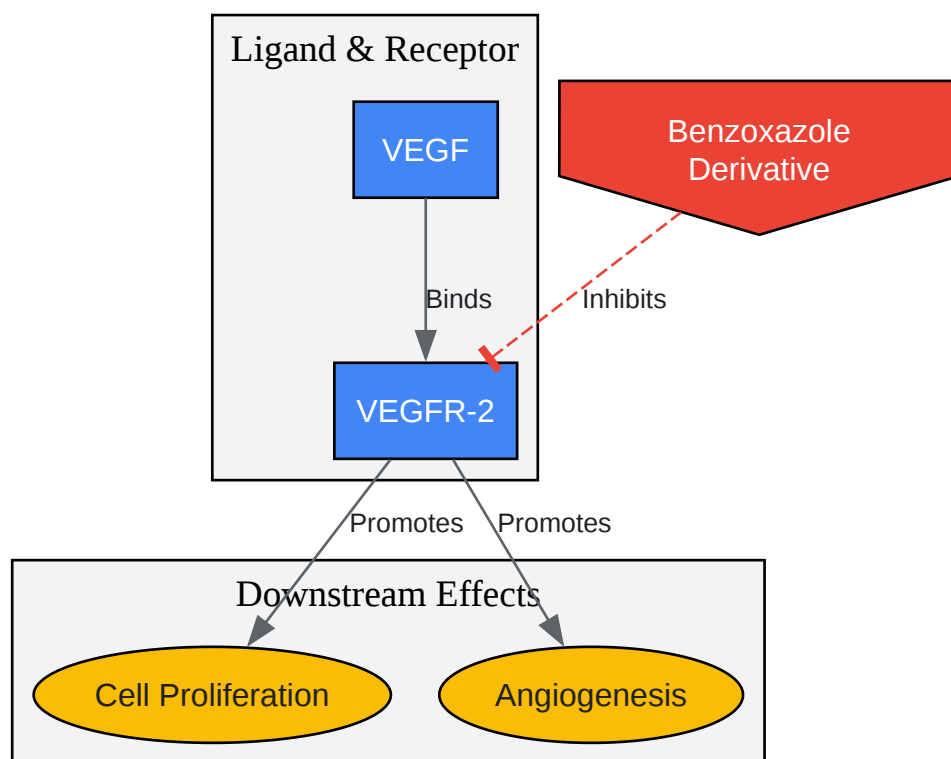 Ligand & Receptor
VEGF
Benzoxazole
Derivative
Binds
Inhibits
VEGFR-2
Promotes
Promotes
Downstream Effects
Cell Proliferation
Angiogenesis